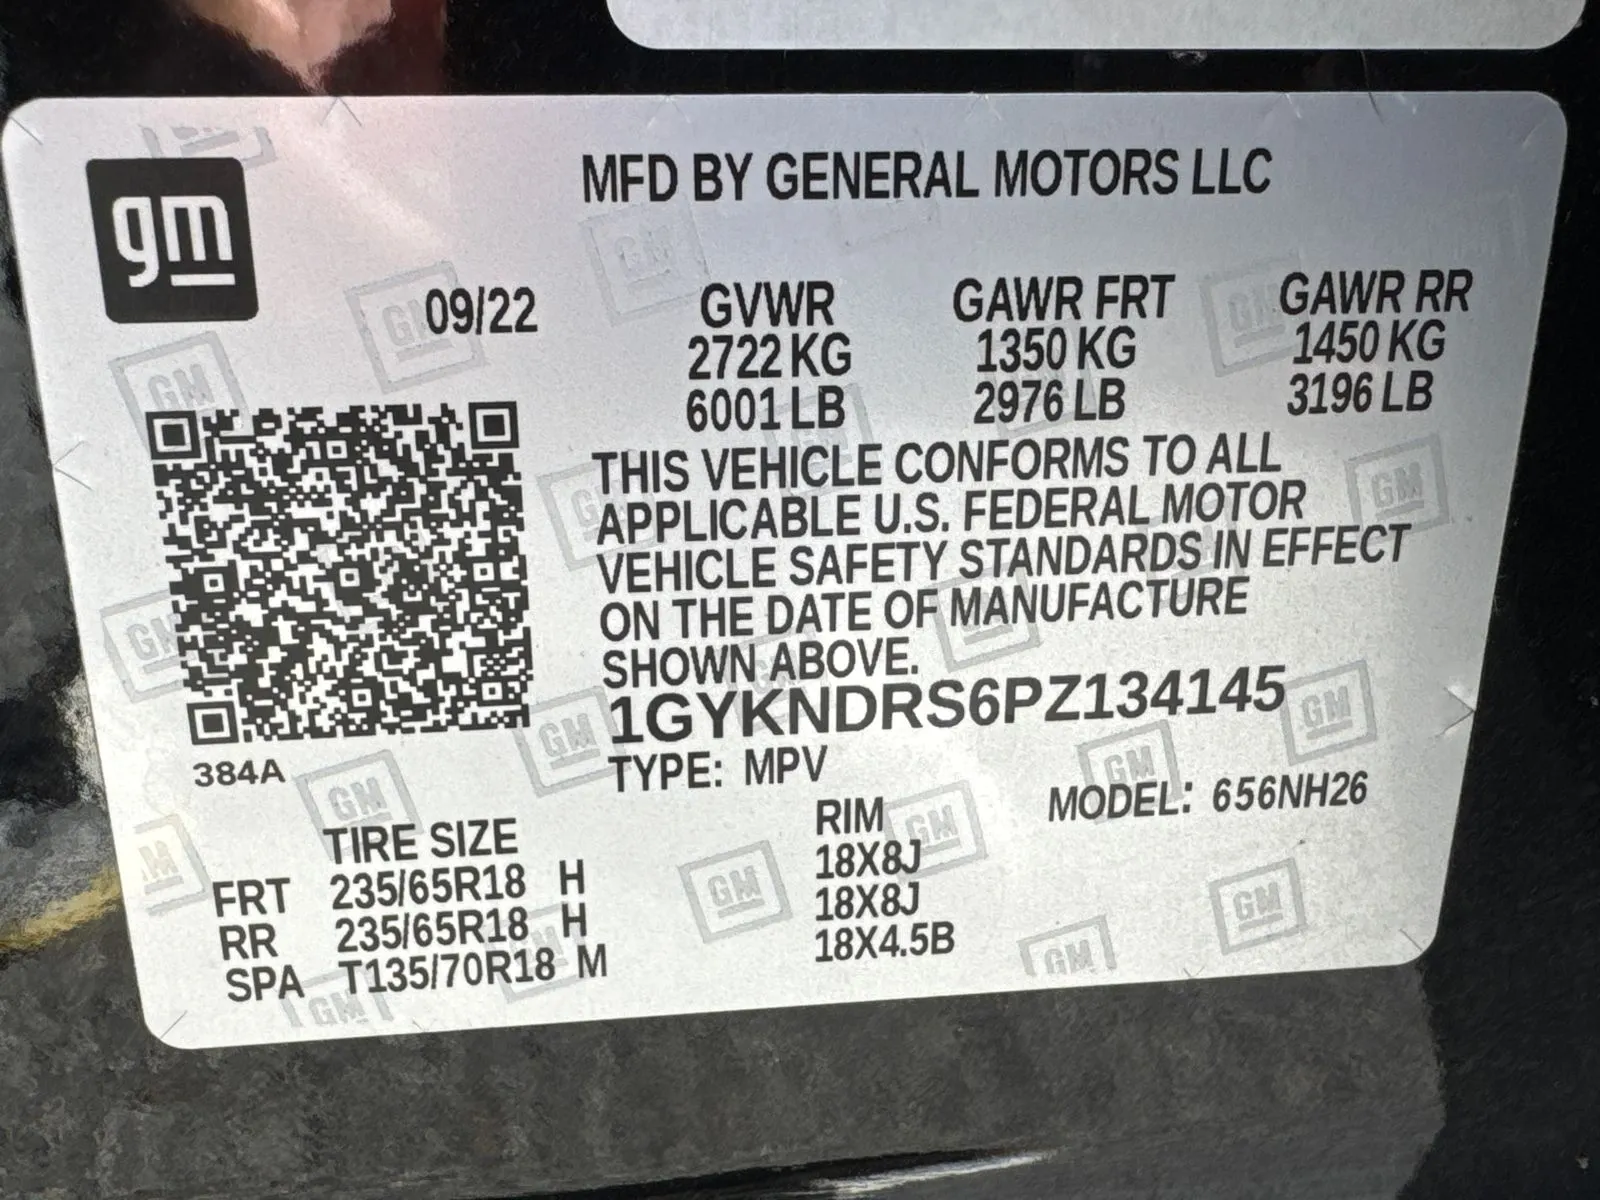 gm
MFD BY GENERAL MOTORS LLC
09/22
GVWR GAWR FRT GAWR RR
2722 KG 1350 KG 1450 KG
6001 LB 2976 LB 3196 LB
THIS VEHICLE CONFORMS TO ALL
APPLICABLE U.S. FEDERAL MOTOR
VEHICLE SAFETY STANDARDS IN EFFECT
ON THE DATE OF MANUFACTURE
SHOWN ABOVE.
1GYKNDRS6PZ134145
384A
TYPE: MPV
MODEL: 656NH26
TIRE SIZE RIM
FRT 235/65R18 H 18X8J
RR 235/65R18 H 18X8J
SPA T135/70R18 M 18X4.5B